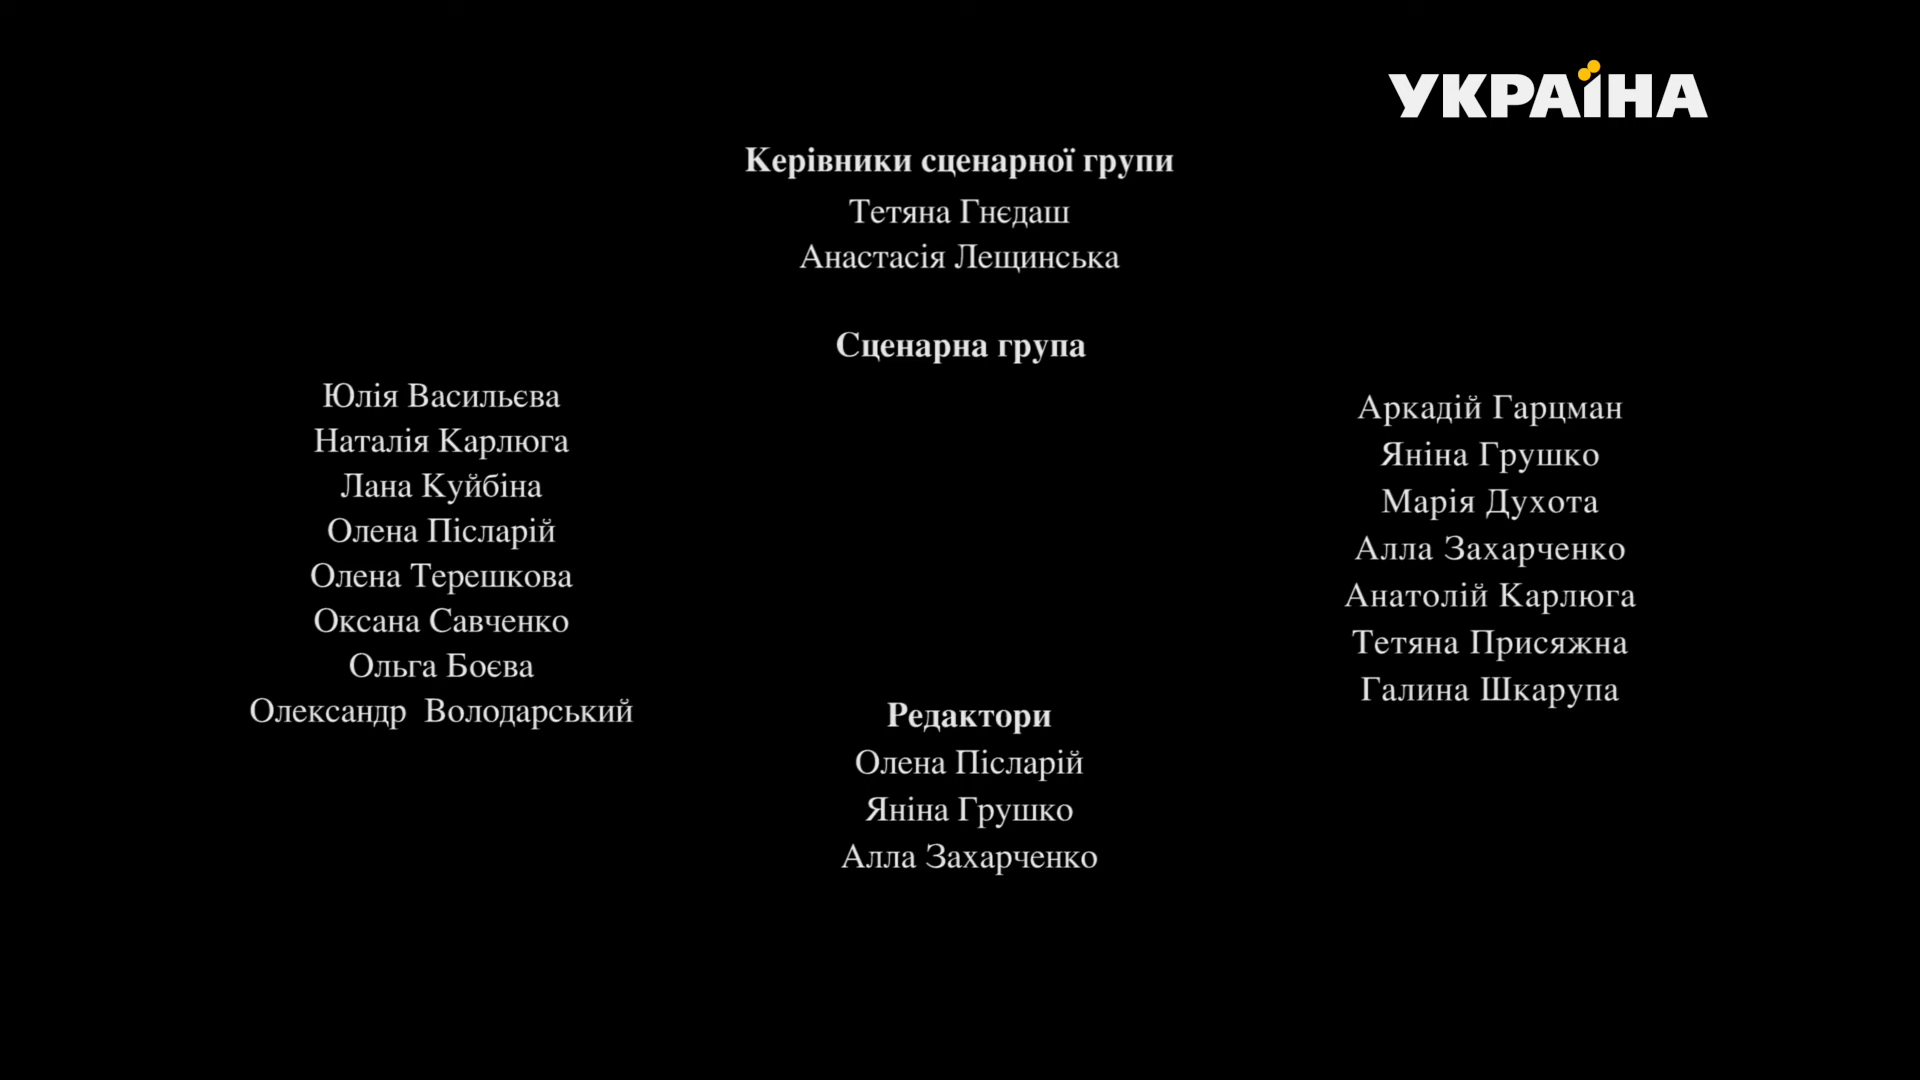 УКРАЇНА
Керівники сценарної групи
Тетяна Гнєдаш
Анастасія Лещинська
Сценарна група
Юлія Васильєва
Наталія Карлюга
Лана Куйбіна
Олена Післарій
Олена Терешкова
Оксана Савченко
Ольга Боєва
Олександр  Володарський
Аркадій Гарцман
Яніна Грушко
Марія Духота
Алла Захарченко
Анатолій Карлюга
Тетяна Присяжна
Галина Шкарупа
Редактори
Олена Післарій
Яніна Грушко
Алла Захарченко